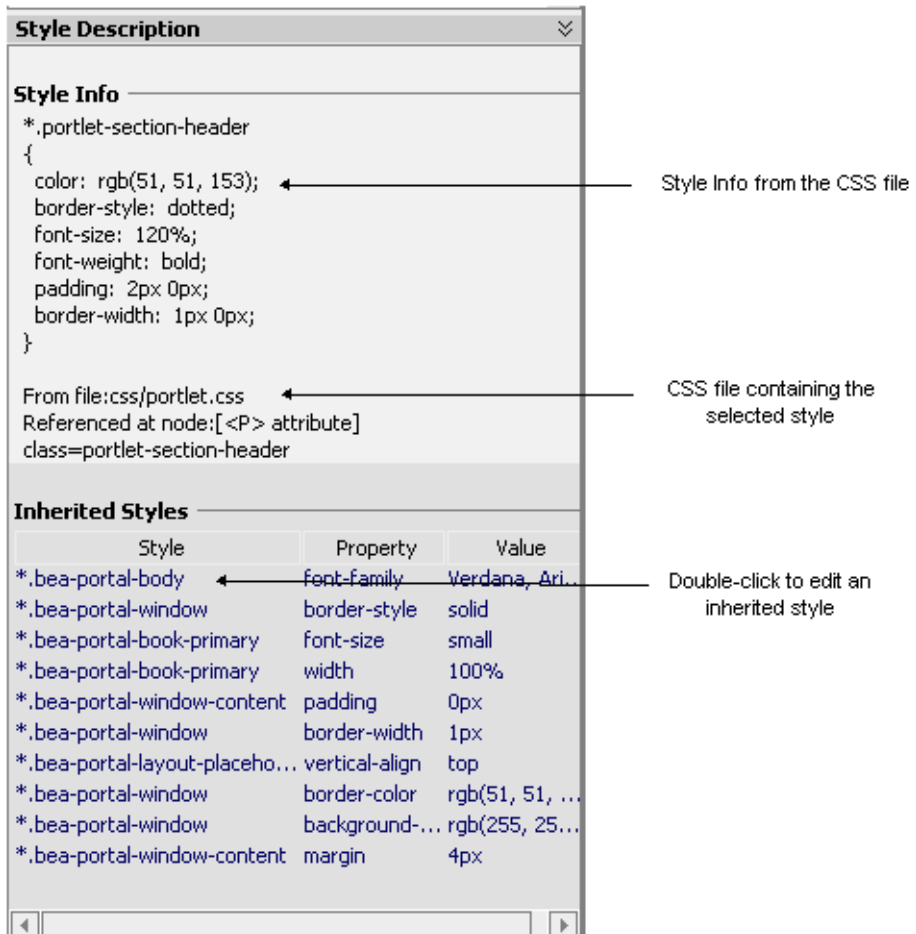 Style Description
Style Info
*.portlet-section-header
{
color: rgb(51, 51, 153);
border-style: dotted;
font-size: 120%;
font-weight: bold;
padding: 2px 0px;
border-width: 1px 0px;
}
From file:css/portlet.css
Referenced at node:[<P> attribute]
class=portlet-section-header
Style Info from the CSS file
CSS file containing the
selected style
Inherited Styles
Style Property Value
*.bea-portal-body font-family Verdana, Ari...
*.bea-portal-window border-style solid
*.bea-portal-book-primary font-size small
*.bea-portal-book-primary width 100%
*.bea-portal-window-content padding 0px
*.bea-portal-window border-width 1px
*.bea-portal-layout-placeho... vertical-align top
*.bea-portal-window border-color rgb(51, 51, ...
*.bea-portal-window background-... rgb(255, 25...
*.bea-portal-window-content margin 4px
Double-click to edit an
inherited style